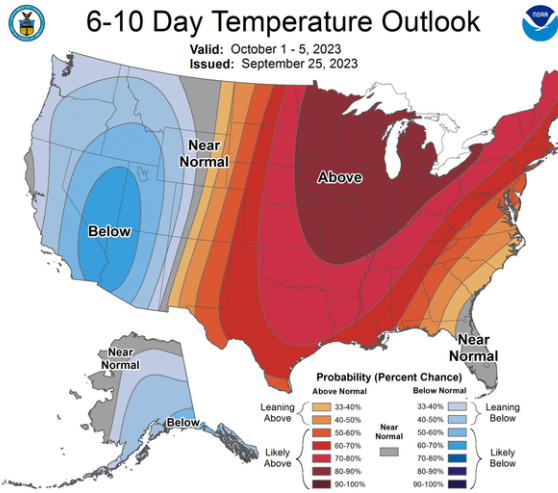 6-10 Day Temperature Outlook
Valid: October 1 - 5, 2023
Issued: September 25, 2023
NOAA
Near
Normal
Above
Below
Near
Normal
Near
Normal
Below
Probability (Percent Chance)
Above Normal
Below Normal
Leaning
Above
33-40%
40-50%
Likely
Above
50-60%
60-70%
70-80%
80-90%
90-100%
Near
Normal
33-40%
40-50%
Leaning
Below
50-60%
60-70%
70-80%
80-90%
90-100%
Likely
Below